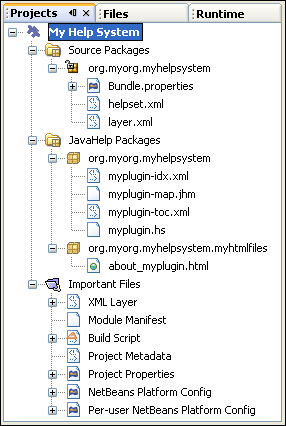 Projects
Files
Runtime
My Help System
Source Packages
org.myorg.myhelpsystem
Bundle.properties
helpset.xml
layer.xml
JavaHelp Packages
org.myorg.myhelpsystem
myplugin-idx.xml
myplugin-map.jhm
myplugin-toc.xml
myplugin.hs
org.myorg.myhelpsystem.myhtmlfiles
about_myplugin.html
Important Files
XML Layer
Module Manifest
Build Script
Project Metadata
Project Properties
NetBeans Platform Config
Per-user NetBeans Platform Config